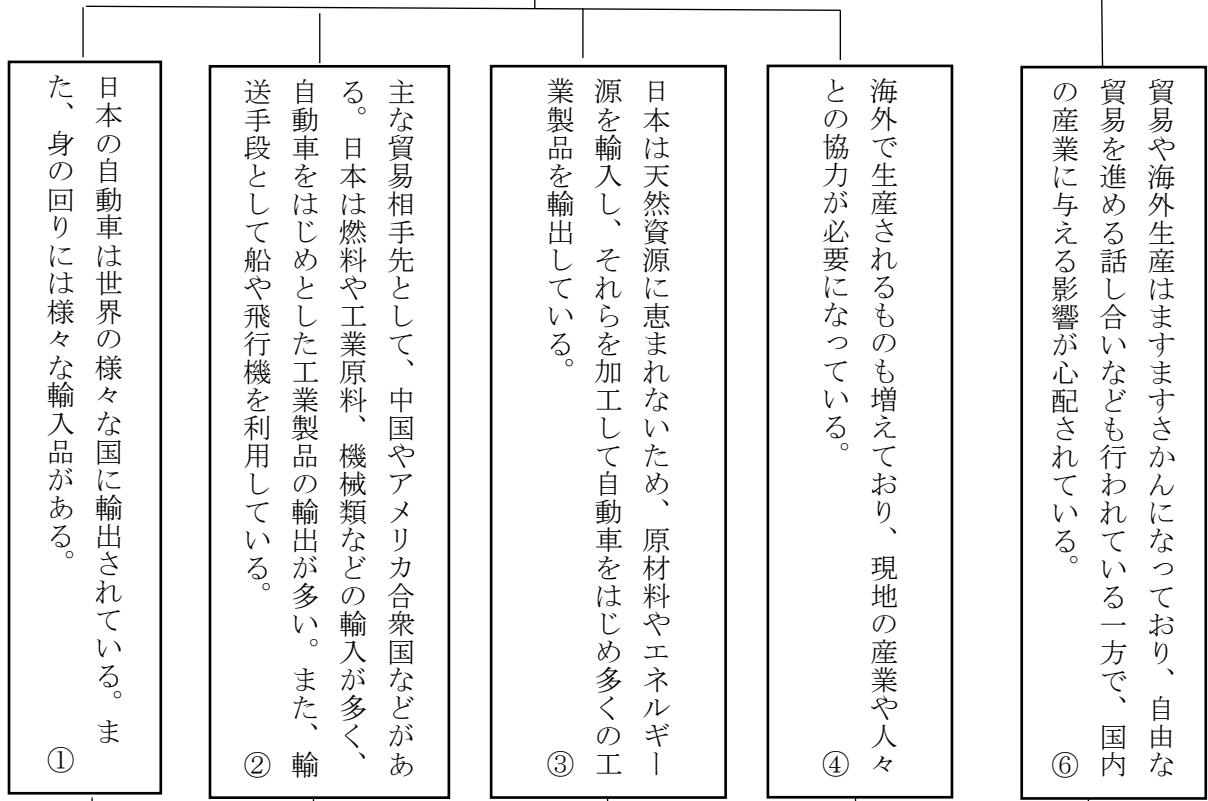 貿易や海外生産はますますさかんになっており、自由な
貿易を進める話し合いなども行われている一方で、国内
の産業に与える影響が心配されている。
⑥
海外で生産されるものも増えており、現地の産業や人々
との協力が必要になっている。
④
日本は天然資源に恵まれないため、原材料やエネルギー
源を輸入し、それらを加工して自動車をはじめ多くの工
業製品を輸出している。
③
主な貿易相手先として、中国やアメリカ合衆国などがあ
る。日本は燃料や工業原料、機械類などの輸入が多く、
自動車をはじめとした工業製品の輸出が多い。また、輸
送手段として船や飛行機を利用している。
②
日本の自動車は世界の様々な国に輸出されている。ま
た、身の回りには様々な輸入品がある。
①